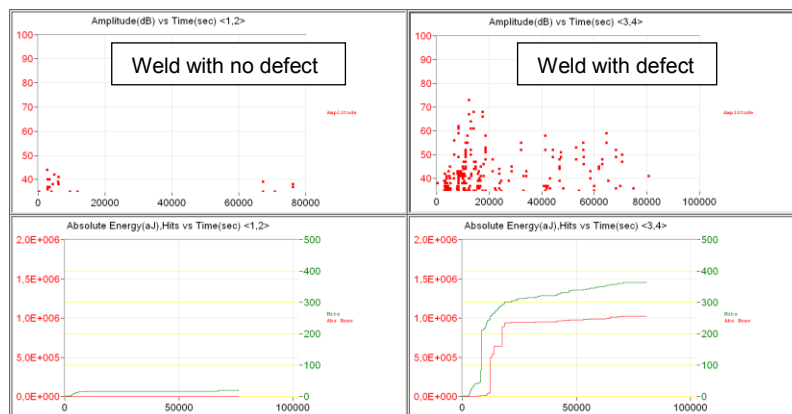 Amplitude(dB) vs Time(sec) <1,2>
100
90
80
70
60
50
40
Weld with no defect
Amplitude
0 20000 40000 60000 80000
Amplitude(dB) vs Time(sec) <3,4>
100
90
80
70
60
50
40
Weld with defect
Amplitude
0 20000 40000 60000 80000 100000
Absolute Energy(aJ),Hits vs Time(sec) <1,2>
2,0E+006
1,5E+006
1,0E+006
5,0E+005
0,0E+000
500
400
300
200
100
0
Hits
Abs Ener
0 50000 100000
Absolute Energy(aJ),Hits vs Time(sec) <3,4>
2,0E+006
1,5E+006
1,0E+006
5,0E+005
0,0E+000
500
400
300
200
100
0
Hits
Abs Ener
0 50000 100000